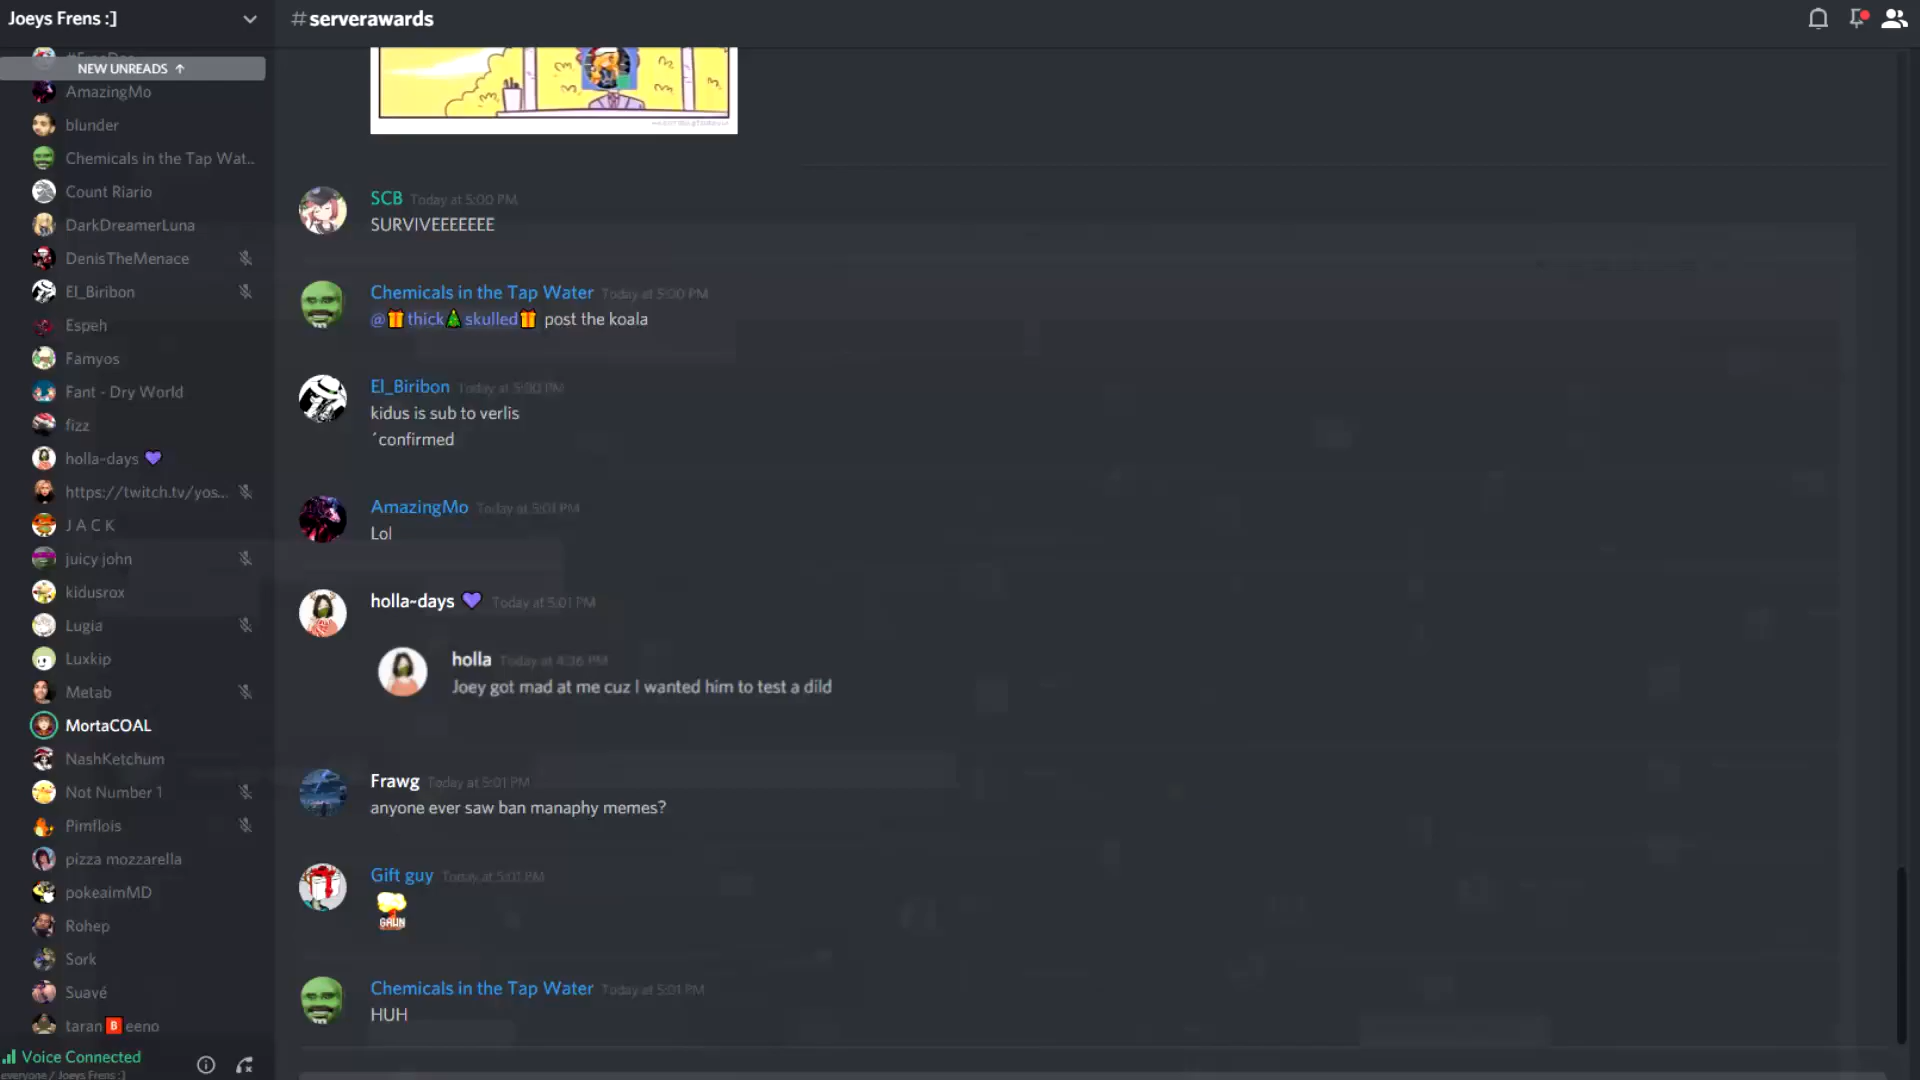 Joeys Frens :]
NEW UNREADS ↑
AmazingMo
blunder
Chemicals in the Tap Wat..
Count Riario
DarkDreamerLuna
DenisTheMenace
El_Biribon
Espeh
Famyos
Fant - Dry World
fizz
holla~days 💜
https://twitch.tv/yos...
J A C K
juicy john
kidusrox
Lugia
Luxkip
Metab
MortaCOAL
NashKetchum
Not Number 1
Pimflois
pizza mozzarella
pokeaimMD
Rohep
Sork
Suavé
taran🅱eeno
Voice Connected
everyone / Joeys Frens :]
# serverawards
SCB Today at 5:00 PM
SURVIVEEEEEEE
Chemicals in the Tap Water Today at 5:00 PM
@🎁thick🎄skulled🎁 post the koala
El_Biribon Today at 5:00 PM
kidus is sub to verlis
´confirmed
AmazingMo Today at 5:01 PM
Lol
holla~days 💜 Today at 5:01 PM
holla Today at 4:36 PM
Joey got mad at me cuz I wanted him to test a dild
Frawg Today at 5:01 PM
anyone ever saw ban manaphy memes?
Gift guy Today at 5:01 PM
GAWN
Chemicals in the Tap Water Today at 5:01 PM
HUH